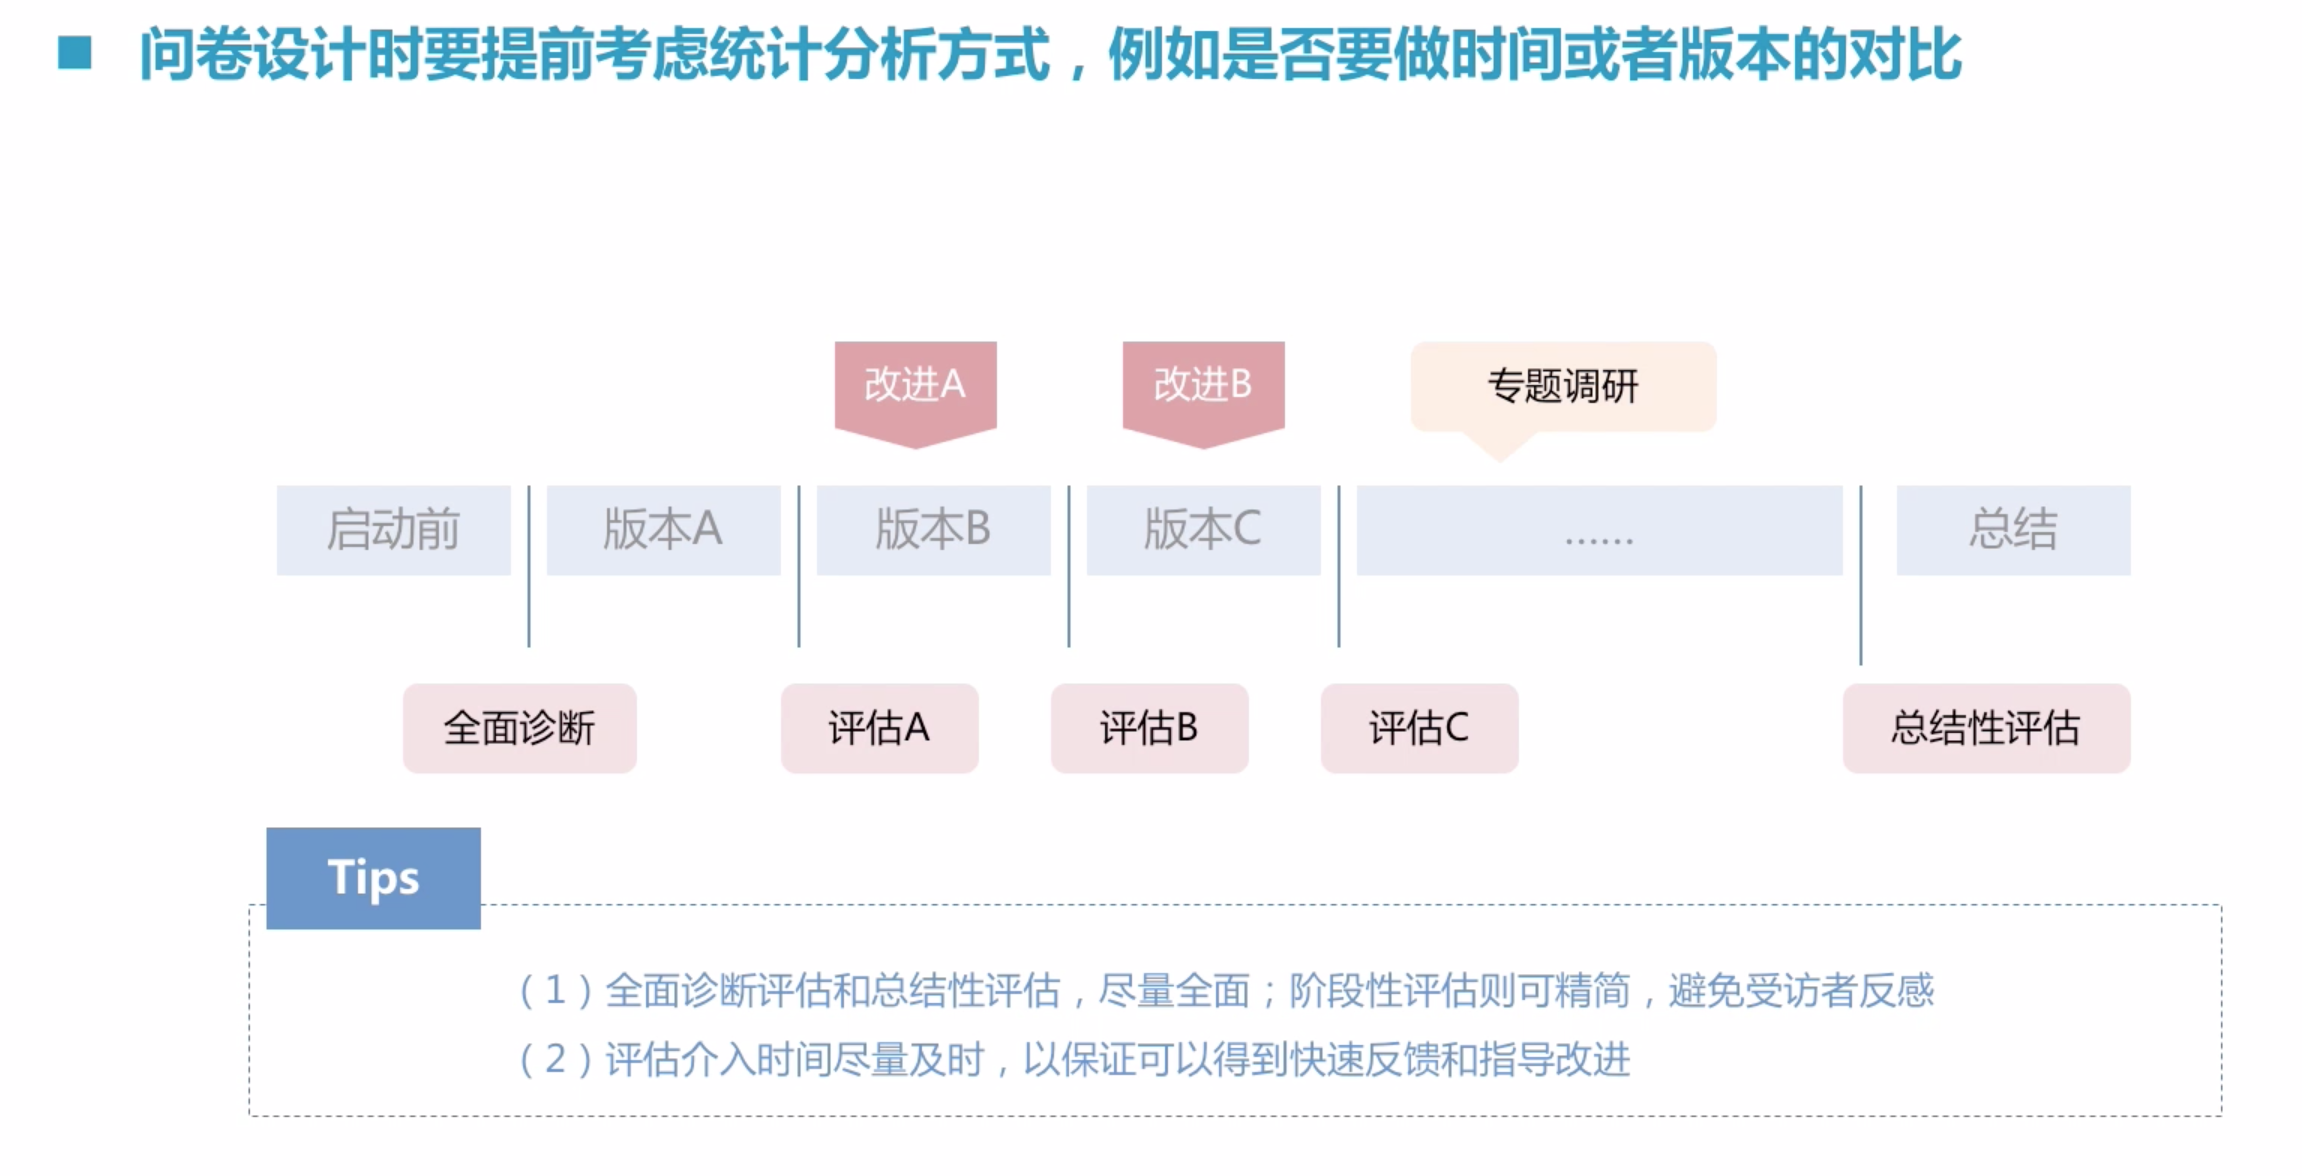 问卷设计时要提前考虑统计分析方式，例如是否要做时间或者版本的对比
改进A
改进B
专题调研
启动前
版本A
版本B
版本C
……
总结
全面诊断
评估A
评估B
评估C
总结性评估
Tips
（1）全面诊断评估和总结性评估，尽量全面；阶段性评估则可精简，避免受访者反感
（2）评估介入时间尽量及时，以保证可以得到快速反馈和指导改进